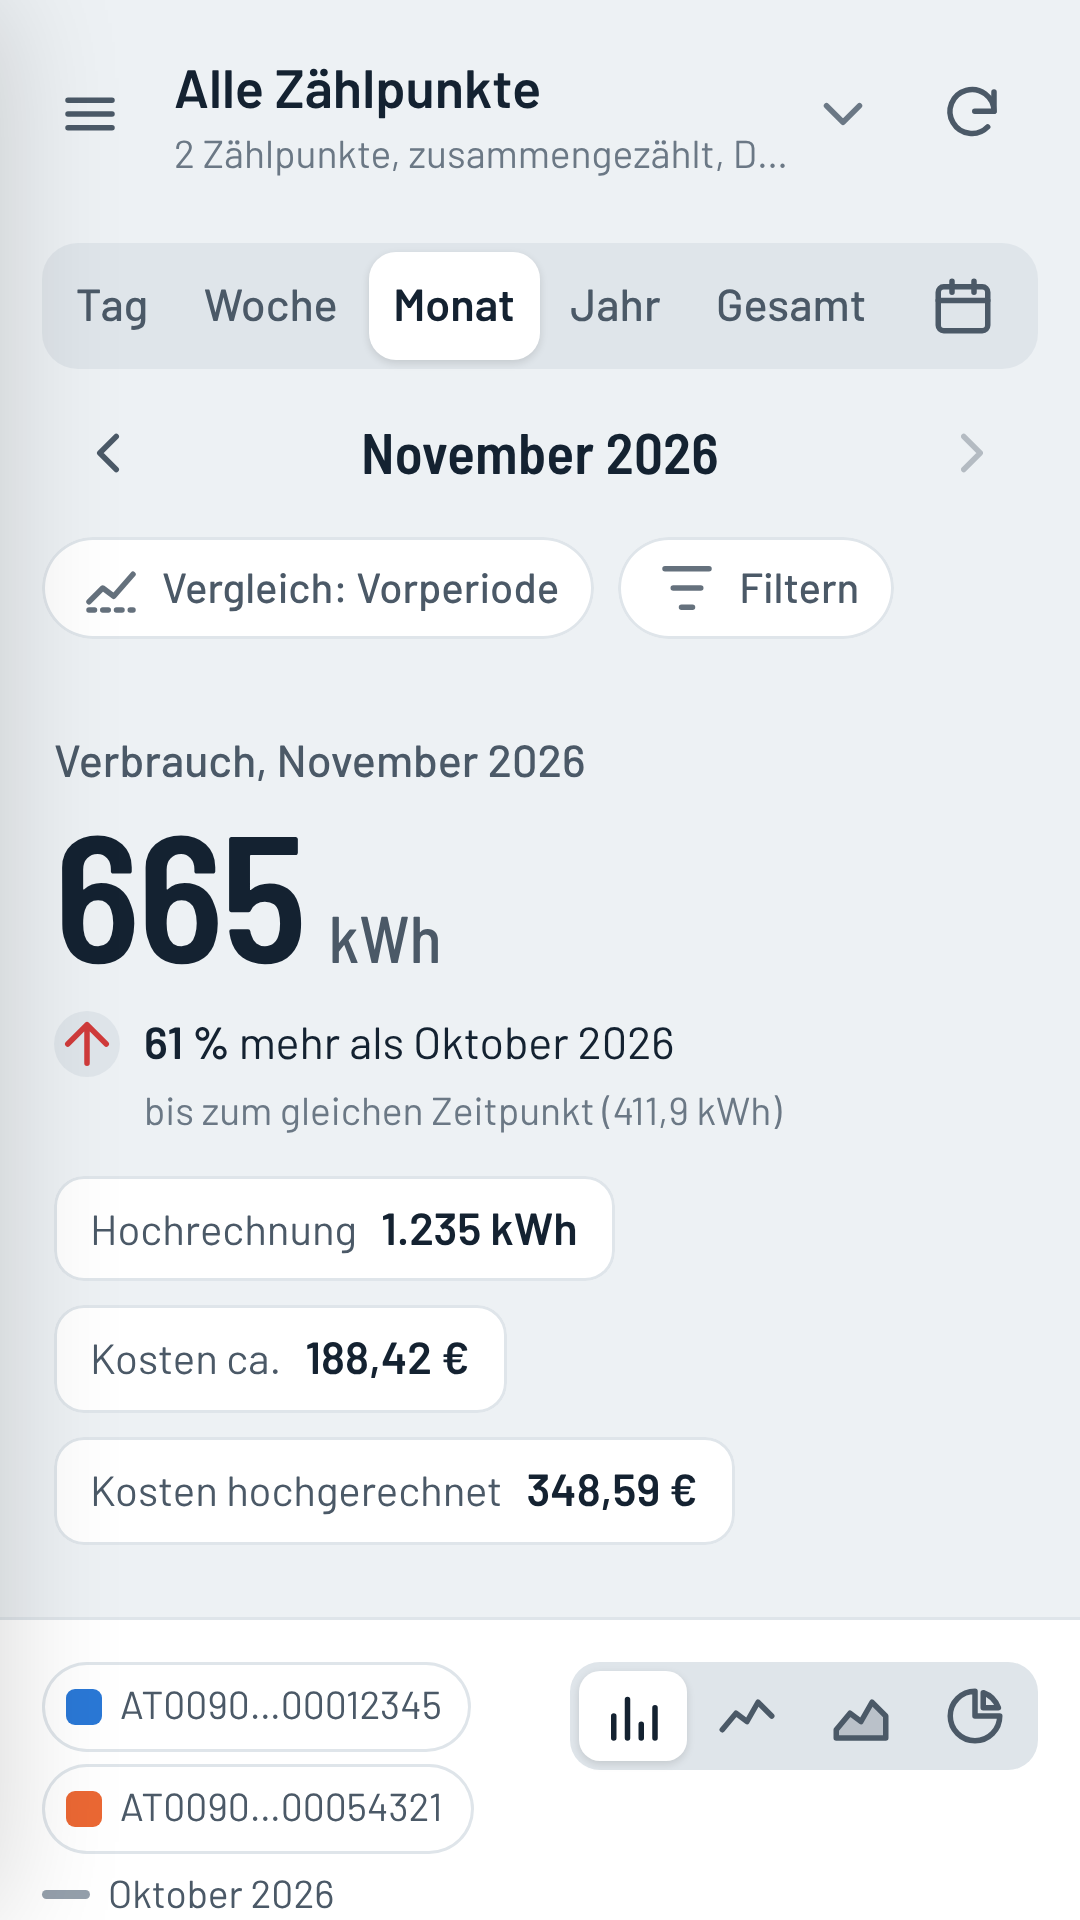 Alle Zählpunkte
2 Zählpunkte, zusammengezählt, D...
Tag Woche Monat Jahr Gesamt
November 2026
Vergleich: Vorperiode Filtern
Verbrauch, November 2026
665 kWh
61 % mehr als Oktober 2026
bis zum gleichen Zeitpunkt (411,9 kWh)
Hochrechnung 1.235 kWh
Kosten ca. 188,42 €
Kosten hochgerechnet 348,59 €
AT0090...00012345
AT0090...00054321
Oktober 2026